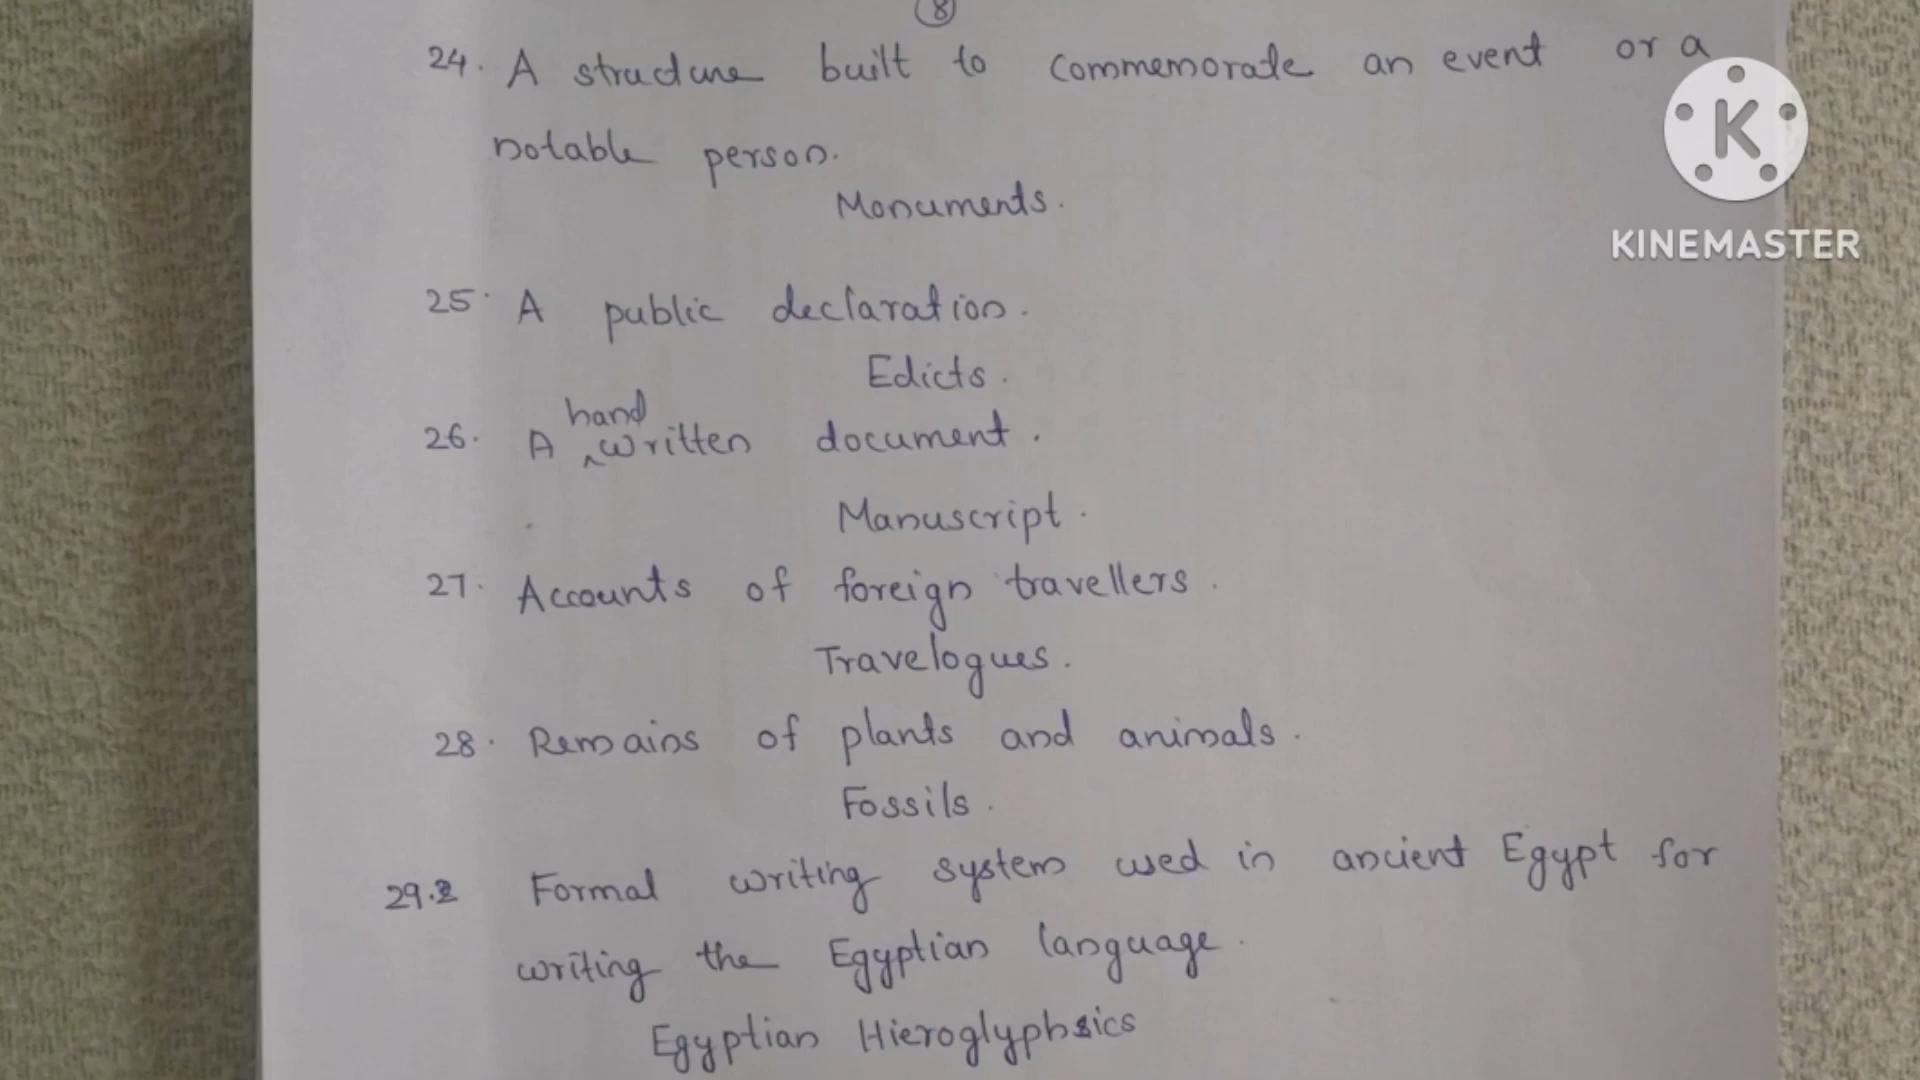 8
24. A structure built to commemorate an event or a
notable person.
Monuments.
K
KINEMASTER
25. A public declaration.
Edicts.
hand
26. A ^written document.
Manuscript.
27. Accounts of foreign travellers.
Travelogues.
28. Remains of plants and animals.
Fossils.
29. Formal writing system used in ancient Egypt for
writing the Egyptian language.
Egyptian Hieroglyphics